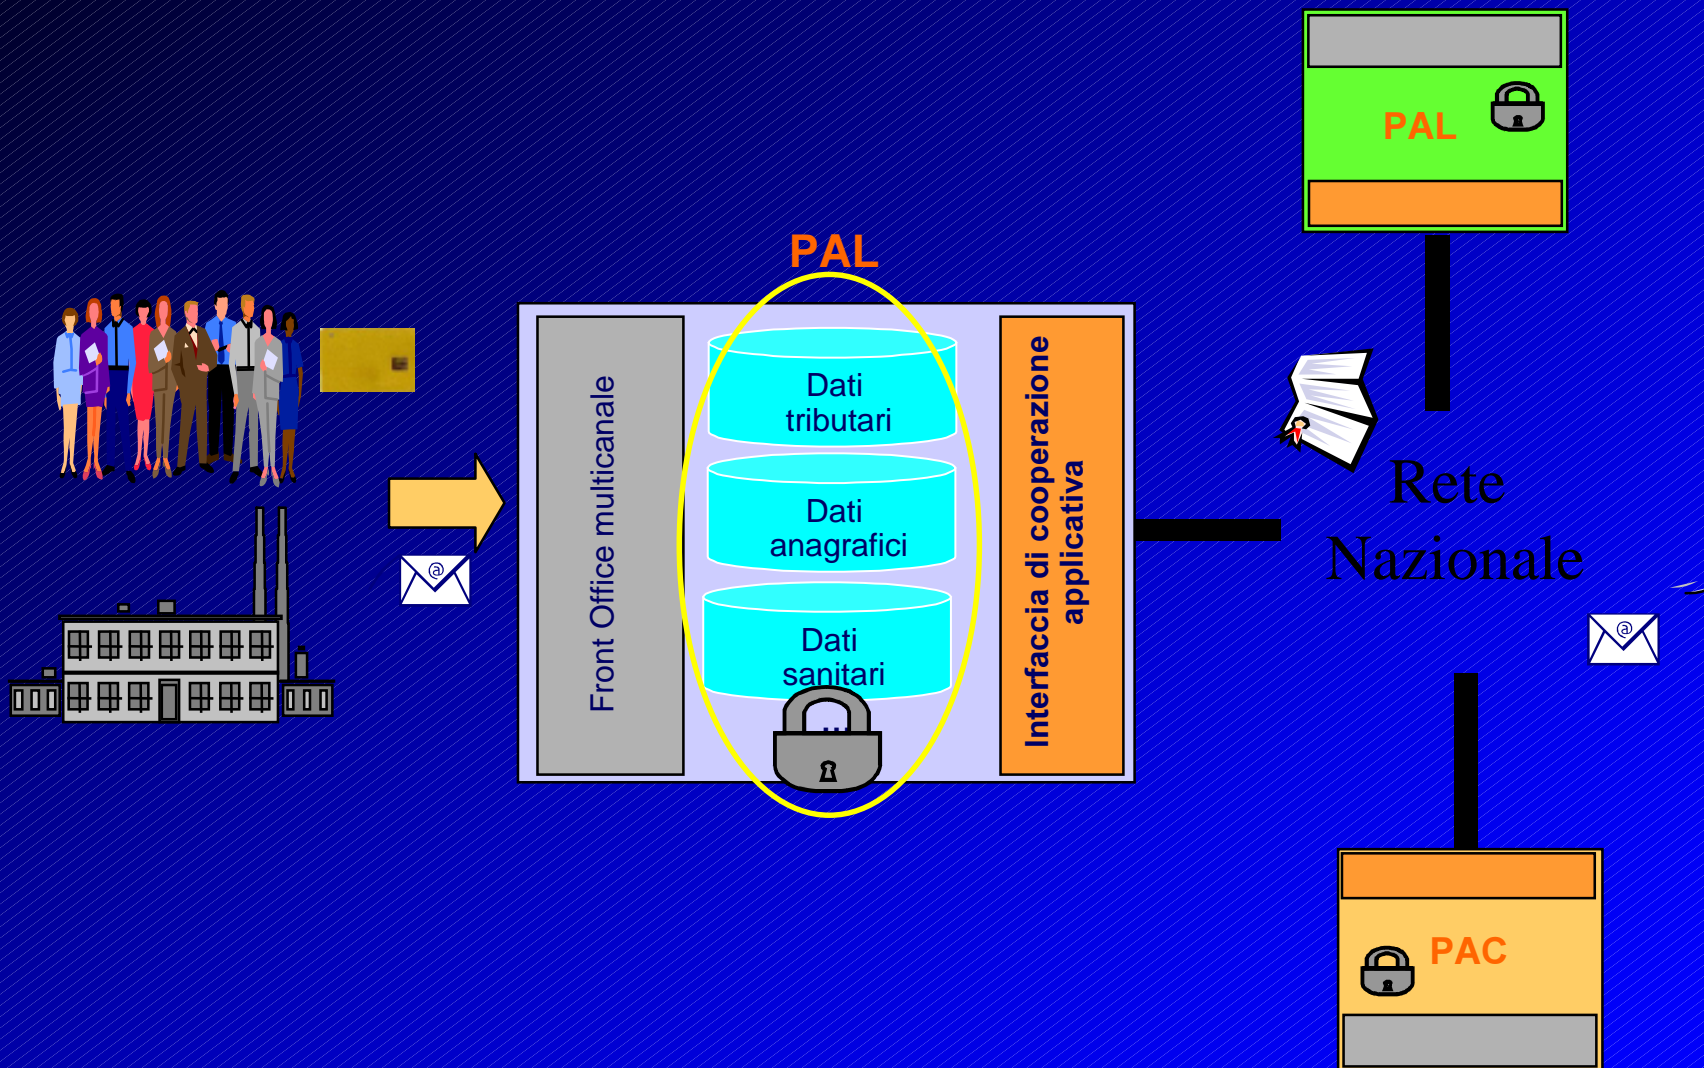 PAL
PAL
Front Office multicanale
Dati
tributari
Dati
anagrafici
Dati
sanitari
...
Interfaccia di cooperazione
applicativa
@
Rete
Nazionale
@
PAC